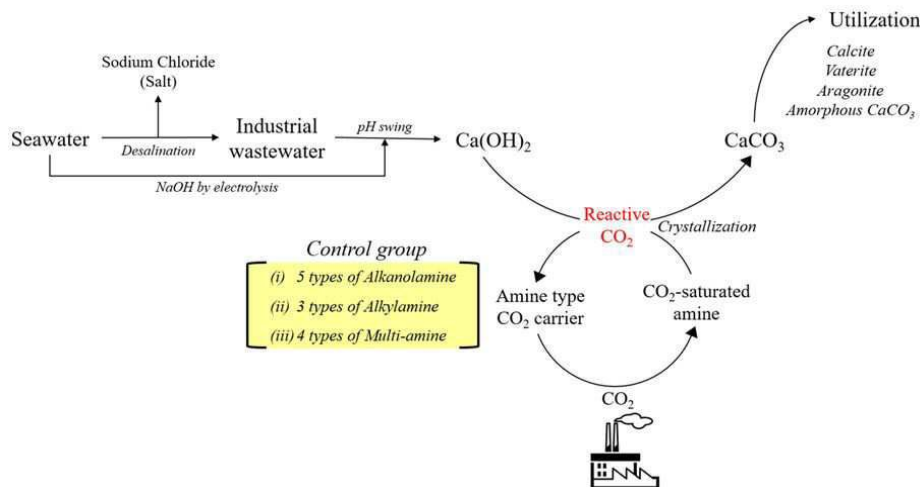 Utilization
Calcite
Vaterite
Aragonite
Amorphous CaCO₃
Sodium Chloride
(Salt)
Seawater
Desalination
Industrial
wastewater
pH swing
Ca(OH)₂
CaCO₃
NaOH by electrolysis
Reactive
CO₂
Crystallization
Control group
(i) 5 types of Alkanolamine
(ii) 3 types of Alkylamine
(iii) 4 types of Multi-amine
Amine type
CO₂ carrier
CO₂-saturated
amine
CO₂